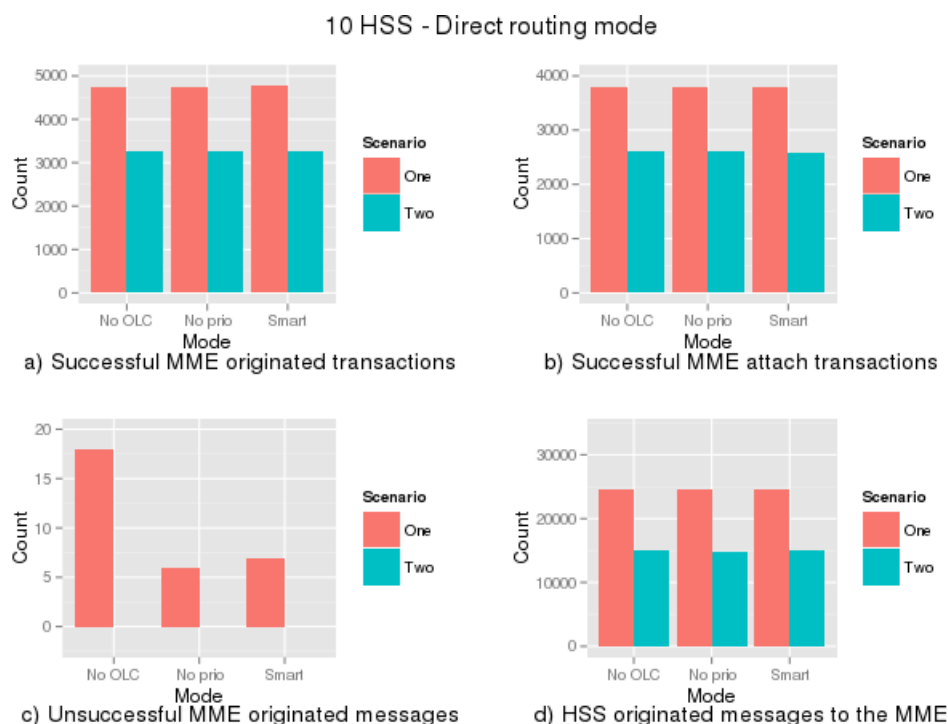 10 HSS - Direct routing mode
5000
4000
3000
2000
1000
0
Count
No OLC No prio Smart
Mode
Scenario
One
Two
a) Successful MME originated transactions
4000
3000
2000
1000
0
Count
No OLC No prio Smart
Mode
Scenario
One
Two
b) Successful MME attach transactions
20
15
10
5
0
Count
No OLC No prio Smart
Mode
Scenario
One
Two
c) Unsuccessful MME originated messages
30000
20000
10000
0
Count
No OLC No prio Smart
Mode
Scenario
One
Two
d) HSS originated messages to the MME